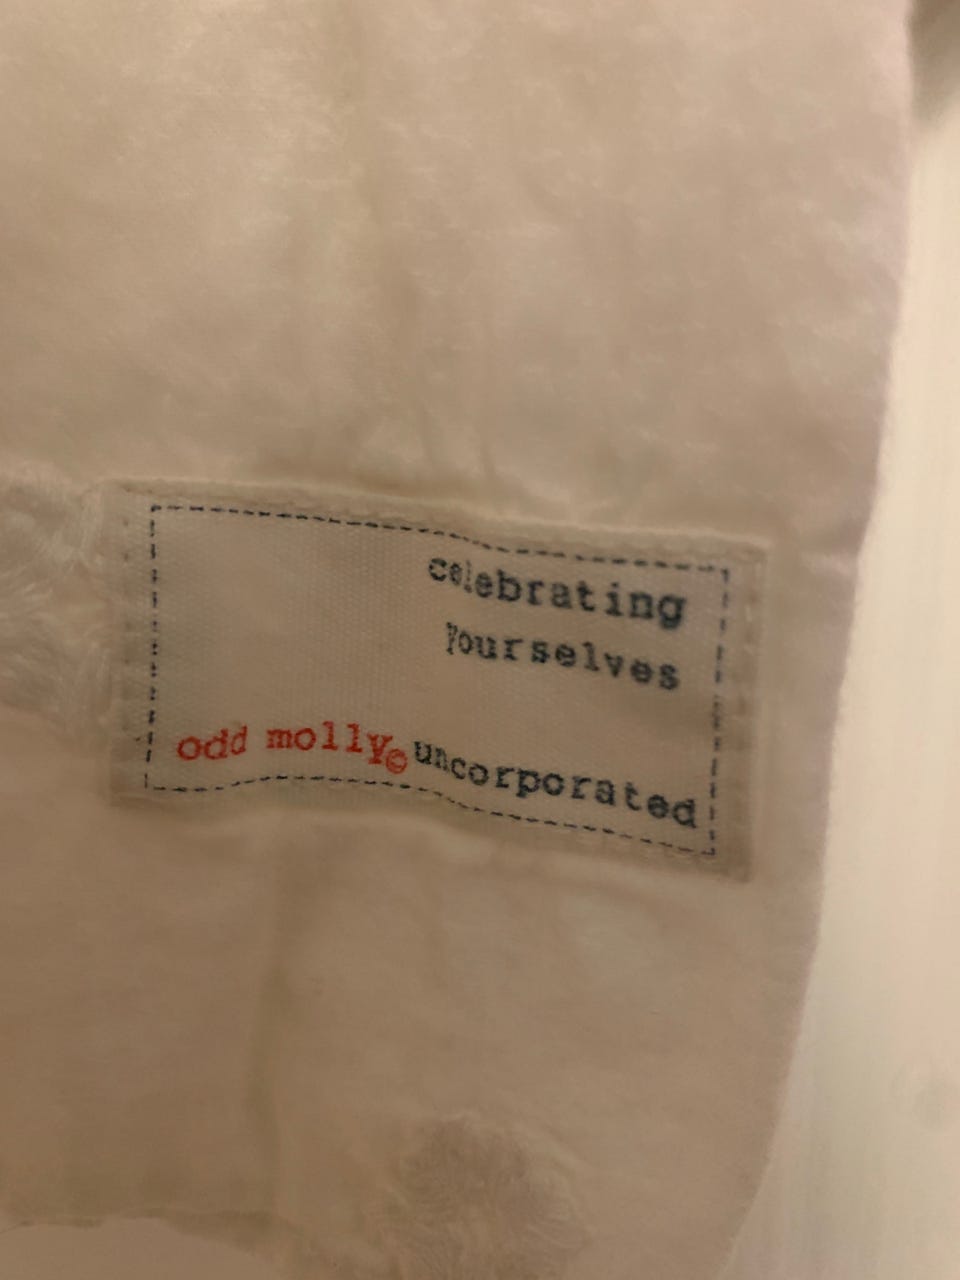 celebrating
yourselves
odd molly© uncorporated